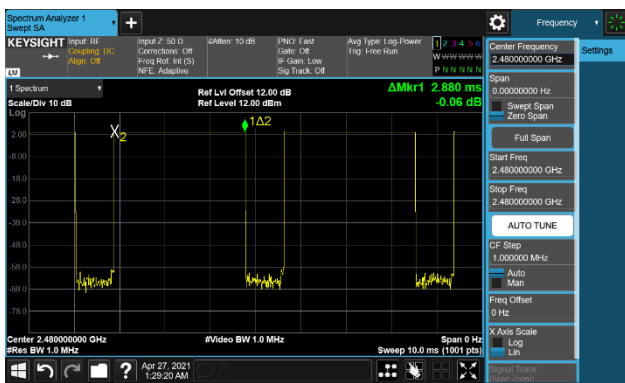 Spectrum Analyzer 1
Swept SA
+
Frequency
KEYSIGHT
Input: RF
Coupling: DC
Align: Off
Input Z: 50 Ω
Corrections: Off
Freq Ref: Int (S)
NFE: Adaptive
#Atten: 10 dB
PNO: Fast
Gate: Off
IF Gain: Low
Sig Track: Off
Avg Type: Log-Power
Trig: Free Run
1 2 3 4 5 6
W W W W W W
P N N N N N
LXI
1 Spectrum
Scale/Div 10 dB
Log
Ref Lvl Offset 12.00 dB
Ref Level 12.00 dBm
ΔMkr1 2.880 ms
-0.06 dB
X2
1Δ2
2.00
-8.00
-18.0
-28.0
-38.0
-48.0
-58.0
-68.0
-78.0
Center 2.480000000 GHz
#Res BW 1.0 MHz
#Video BW 1.0 MHz
Span 0 Hz
Sweep 10.0 ms (1001 pts)
?
Apr 27, 2021
1:29:20 AM
Center Frequency
2.480000000 GHz
Settings
Span
0.00000000 Hz
Swept Span
Zero Span
Full Span
Start Freq
2.480000000 GHz
Stop Freq
2.480000000 GHz
AUTO TUNE
CF Step
1.000000 MHz
Auto
Man
Freq Offset
0 Hz
X Axis Scale
Log
Lin
Signal Track
(Span Zoom)